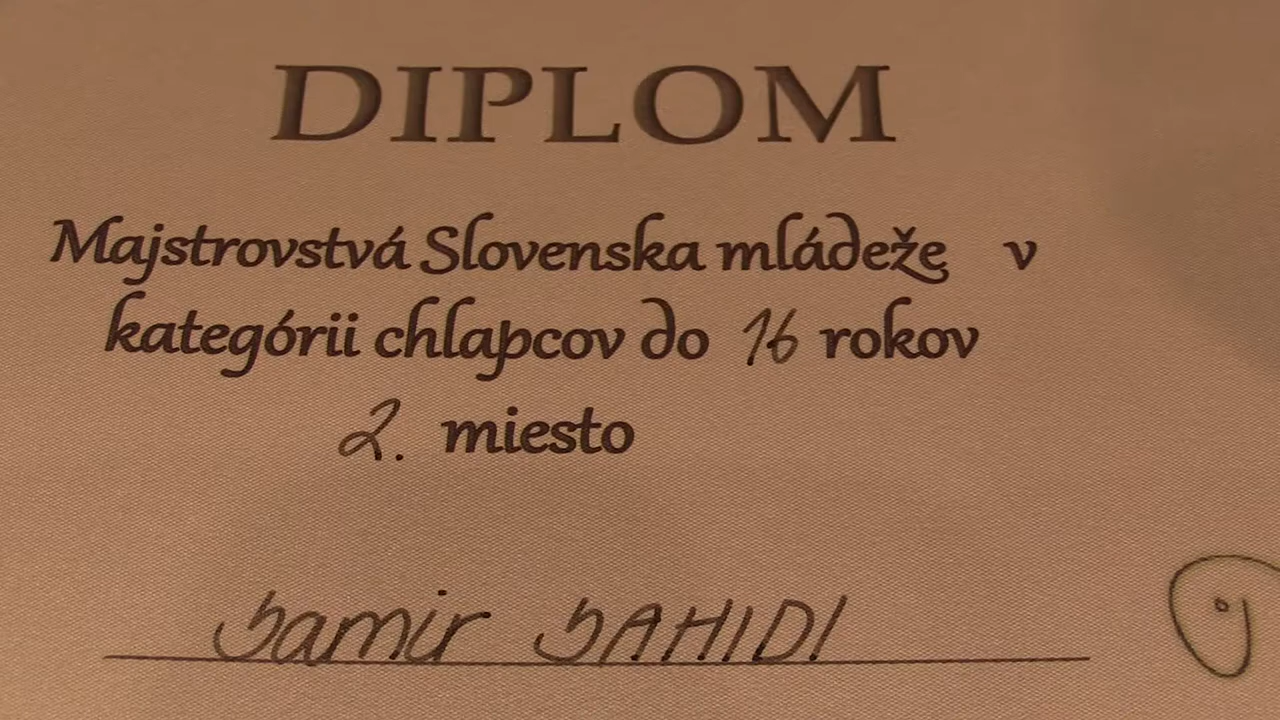 DIPLOM
Majstrovstvá Slovenska mládeže v
kategórii chlapcov do 16 rokov
2. miesto
Samir SAHIDI